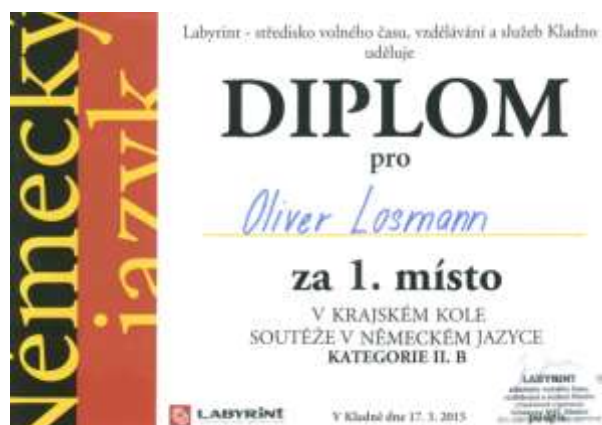 Německý
jazyk
Labyrint - středisko volného času, vzdělávání a služeb Kladno
uděluje
DIPLOM
pro
Oliver Losmann
za 1. místo
V KRAJSKÉM KOLE
SOUTĚŽE V NĚMECKÉM JAZYCE
KATEGORIE II. B
LABYRINT
V Kladně dne 17. 3. 2015
LABYRINT